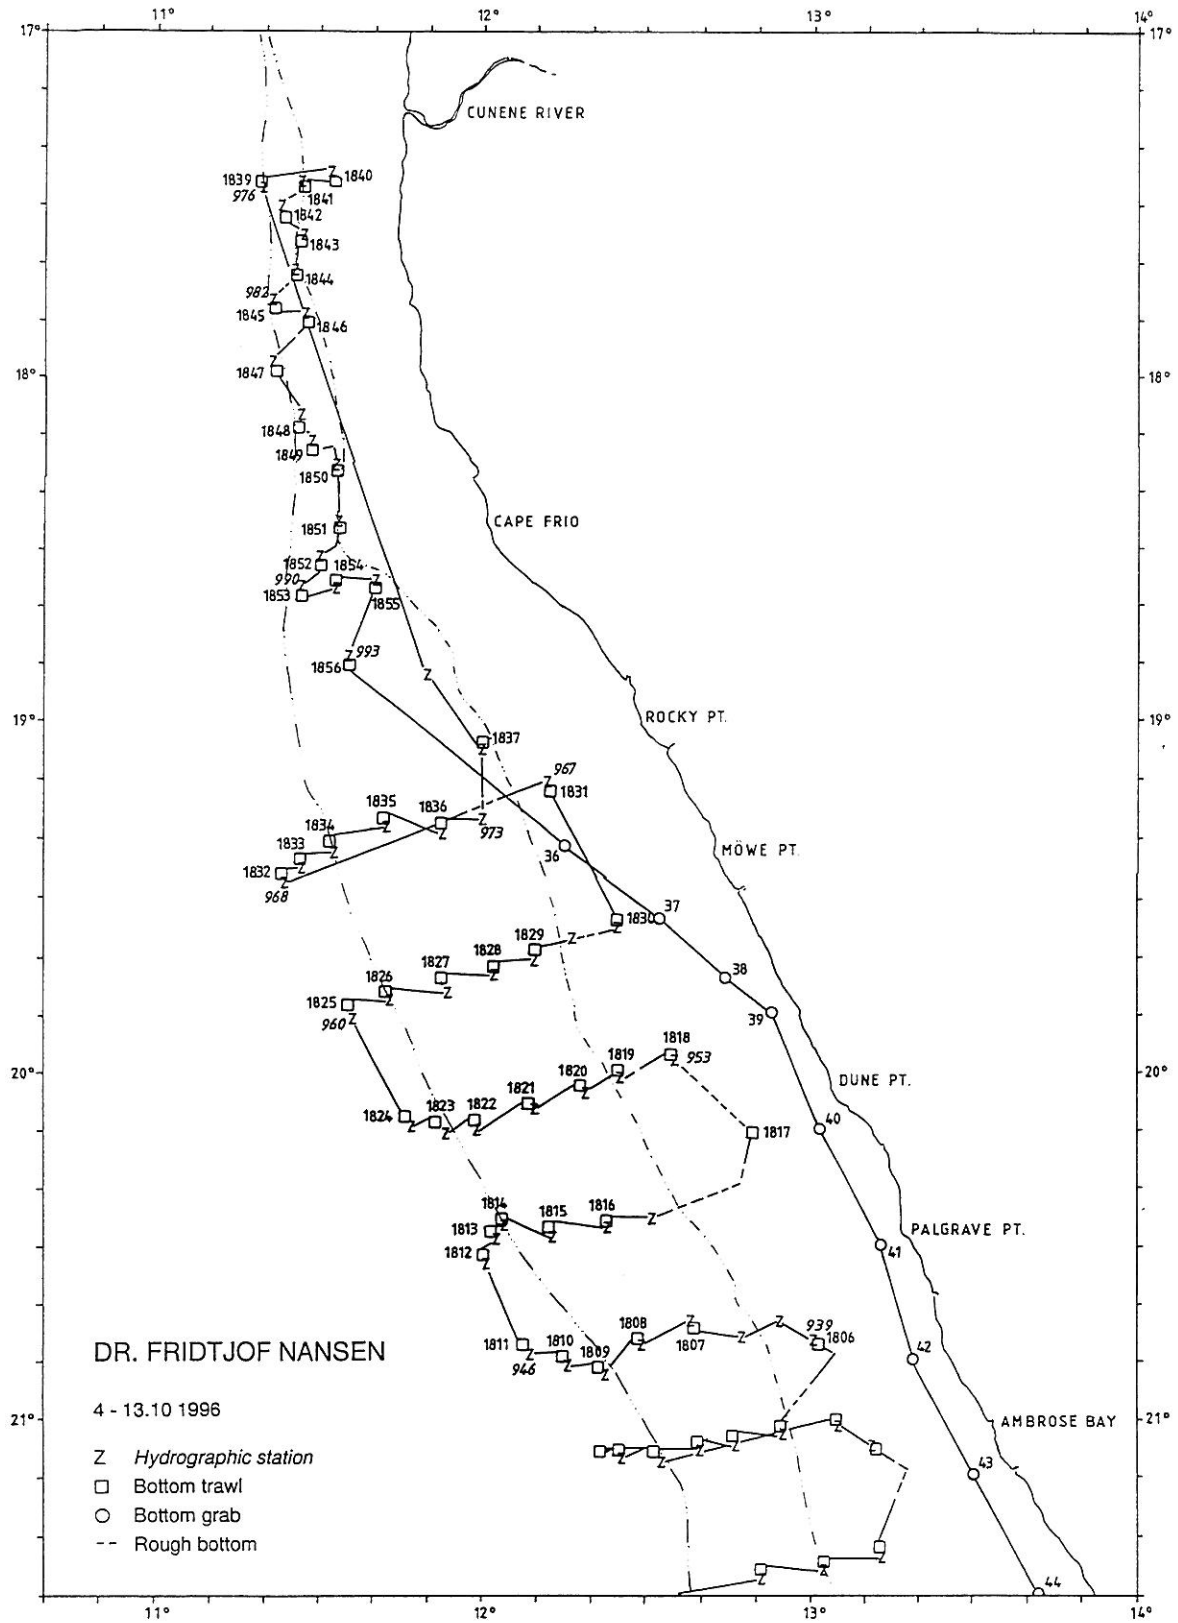 11° 12° 13° 14°
17° 17°
CUNENE RIVER
1839 1840
976 1841
1842
1843
982 1844
1845 1846
1847
18° 18°
1848
1849
1850
1851 CAPE FRIO
1852 1854
990
1853 1855
993
1856
19° ROCKY PT. 19°
1837
967
1835 1836 1831
1834 973
1833 36 MÖWE PT.
1832
968
1830 37
1829
1828
1827 38
1826
1825 39
960
1818
1819 953
20° 1820 DUNE PT. 20°
1821
1822
1823
1824 1817 40
1814
1815 1816
1813 PALGRAVE PT.
1812 41
1808 939
1806
1811 1810 1809 1807 42
946
DR. FRIDTJOF NANSEN
4 - 13.10 1996
21° AMBROSE BAY 21°
Z Hydrographic station 43
Bottom trawl
Bottom grab
-- Rough bottom
44
11° 12° 13° 14°